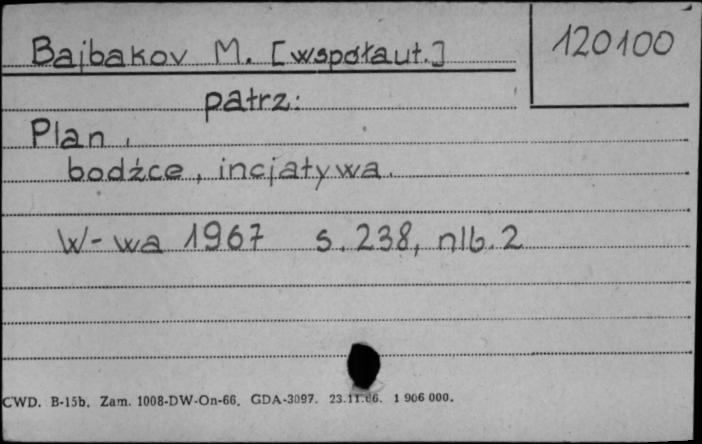 Bajbakov M. [współaut.]
120100
patrz:
Plan,
bodźce, incjatywa.
W-wa 1967 s. 238, nlb. 2
CWD. B-15b. Zam. 1008-DW-On-66. GDA-3097. 23.11.66. 1 906 000.